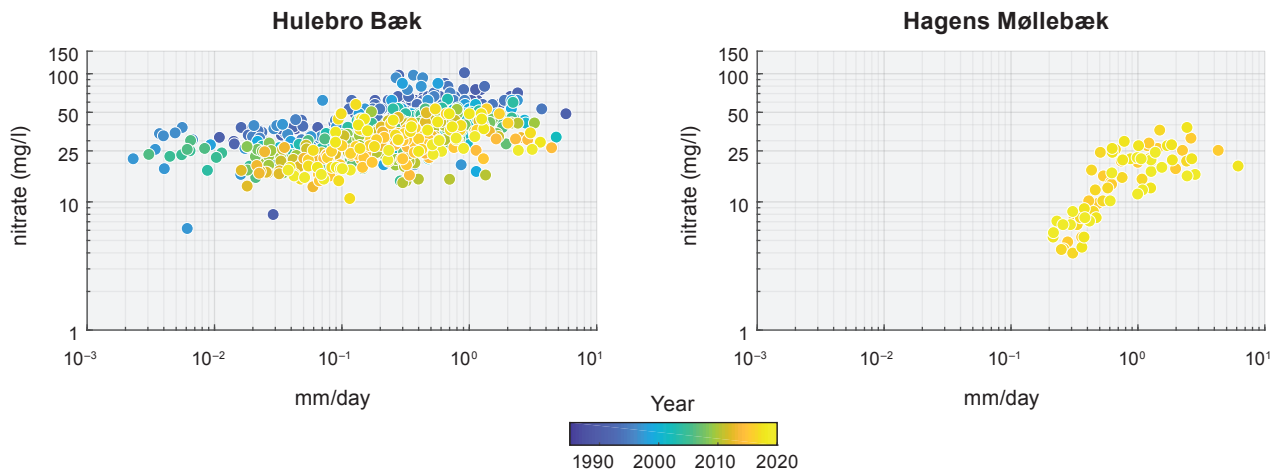 Hulebro Bæk
Hagens Møllebæk
nitrate (mg/l)
150
100
50
25
10
1
10⁻³
10⁻²
10⁻¹
10⁰
10¹
mm/day
nitrate (mg/l)
150
100
50
25
10
1
10⁻³
10⁻²
10⁻¹
10⁰
10¹
mm/day
Year
1990 2000 2010 2020